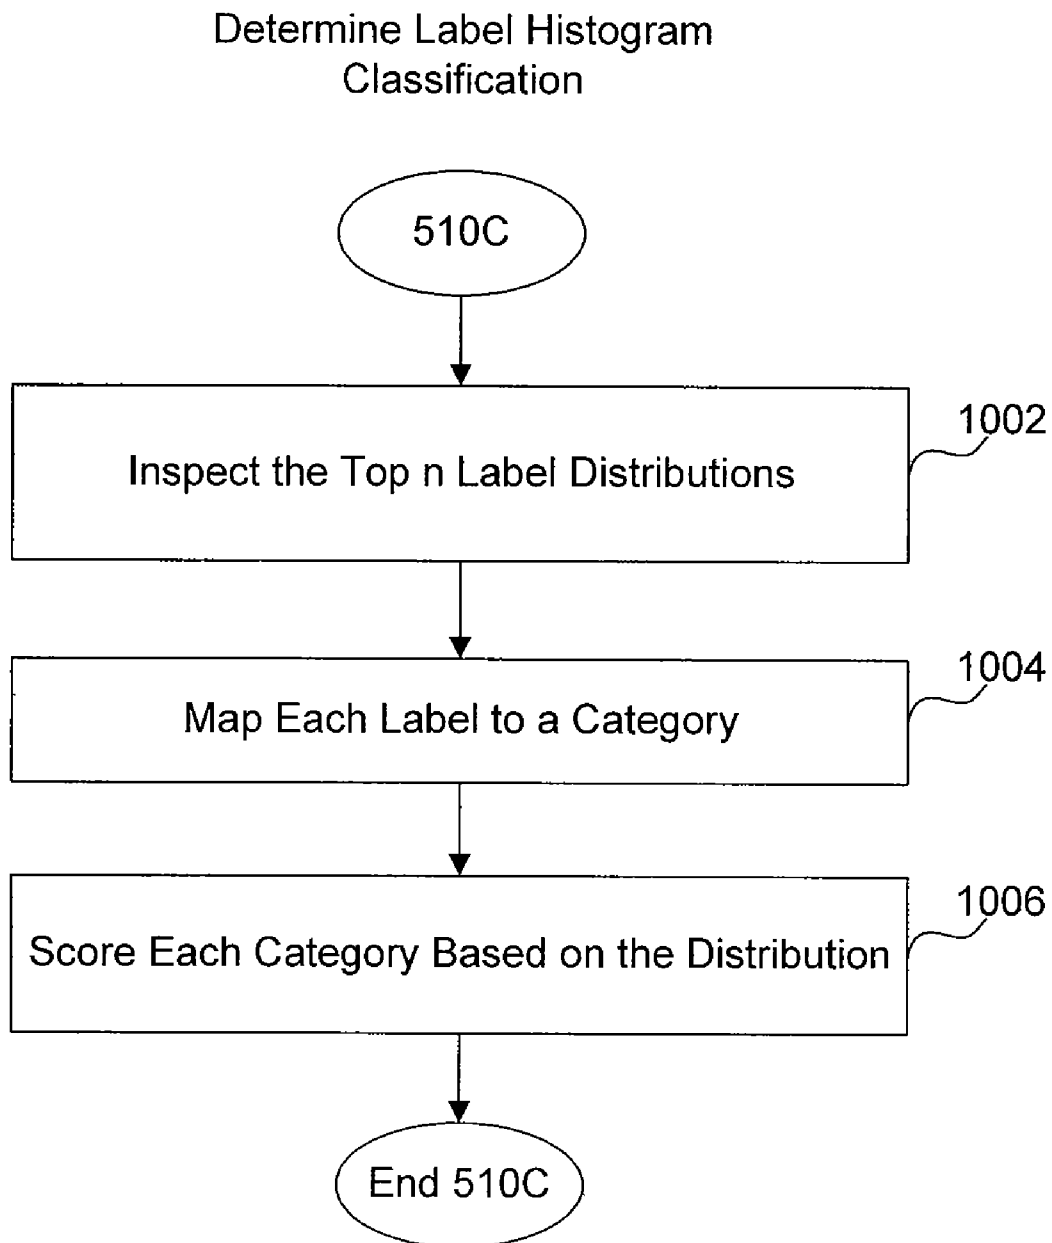 Determine Label Histogram
Classification
510C
1002
Inspect the Top n Label Distributions
1004
Map Each Label to a Category
1006
Score Each Category Based on the Distribution
End 510C